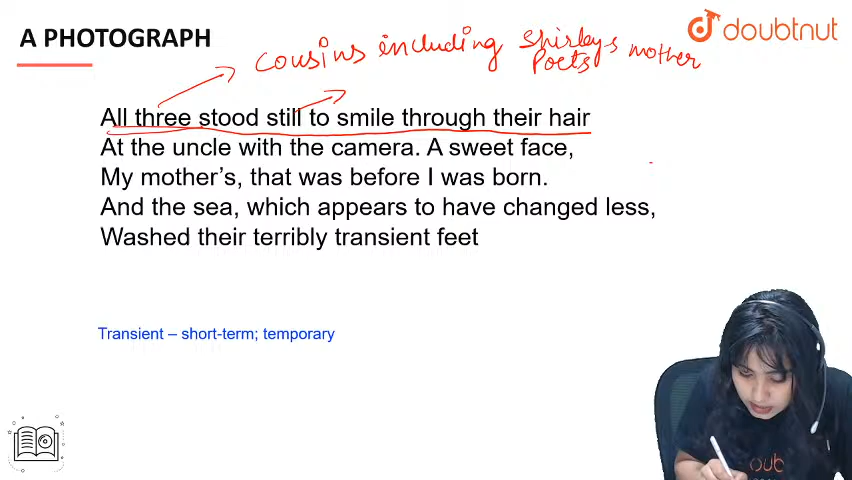 A PHOTOGRAPH
doubtnut
cousins including Shirleys mother
Poets
All three stood still to smile through their hair
At the uncle with the camera. A sweet face,
My mother's, that was before I was born.
And the sea, which appears to have changed less,
Washed their terribly transient feet
Transient – short-term; temporary
oub